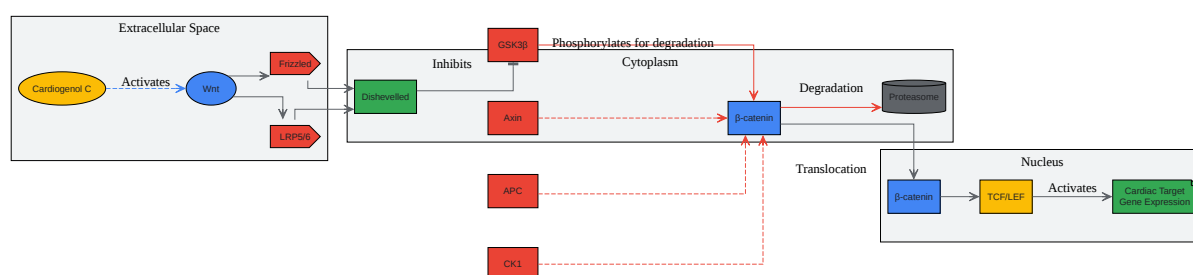 Extracellular Space
Cardiogenol C
Activates
Wnt
Frizzled
LRP5/6
Inhibits
Cytoplasm
GSK3β
Phosphorylates for degradation
Dishevelled
Axin
APC
CK1
β-catenin
Degradation
Proteasome
Translocation
Nucleus
β-catenin
TCF/LEF
Activates
Cardiac Target
Gene Expression